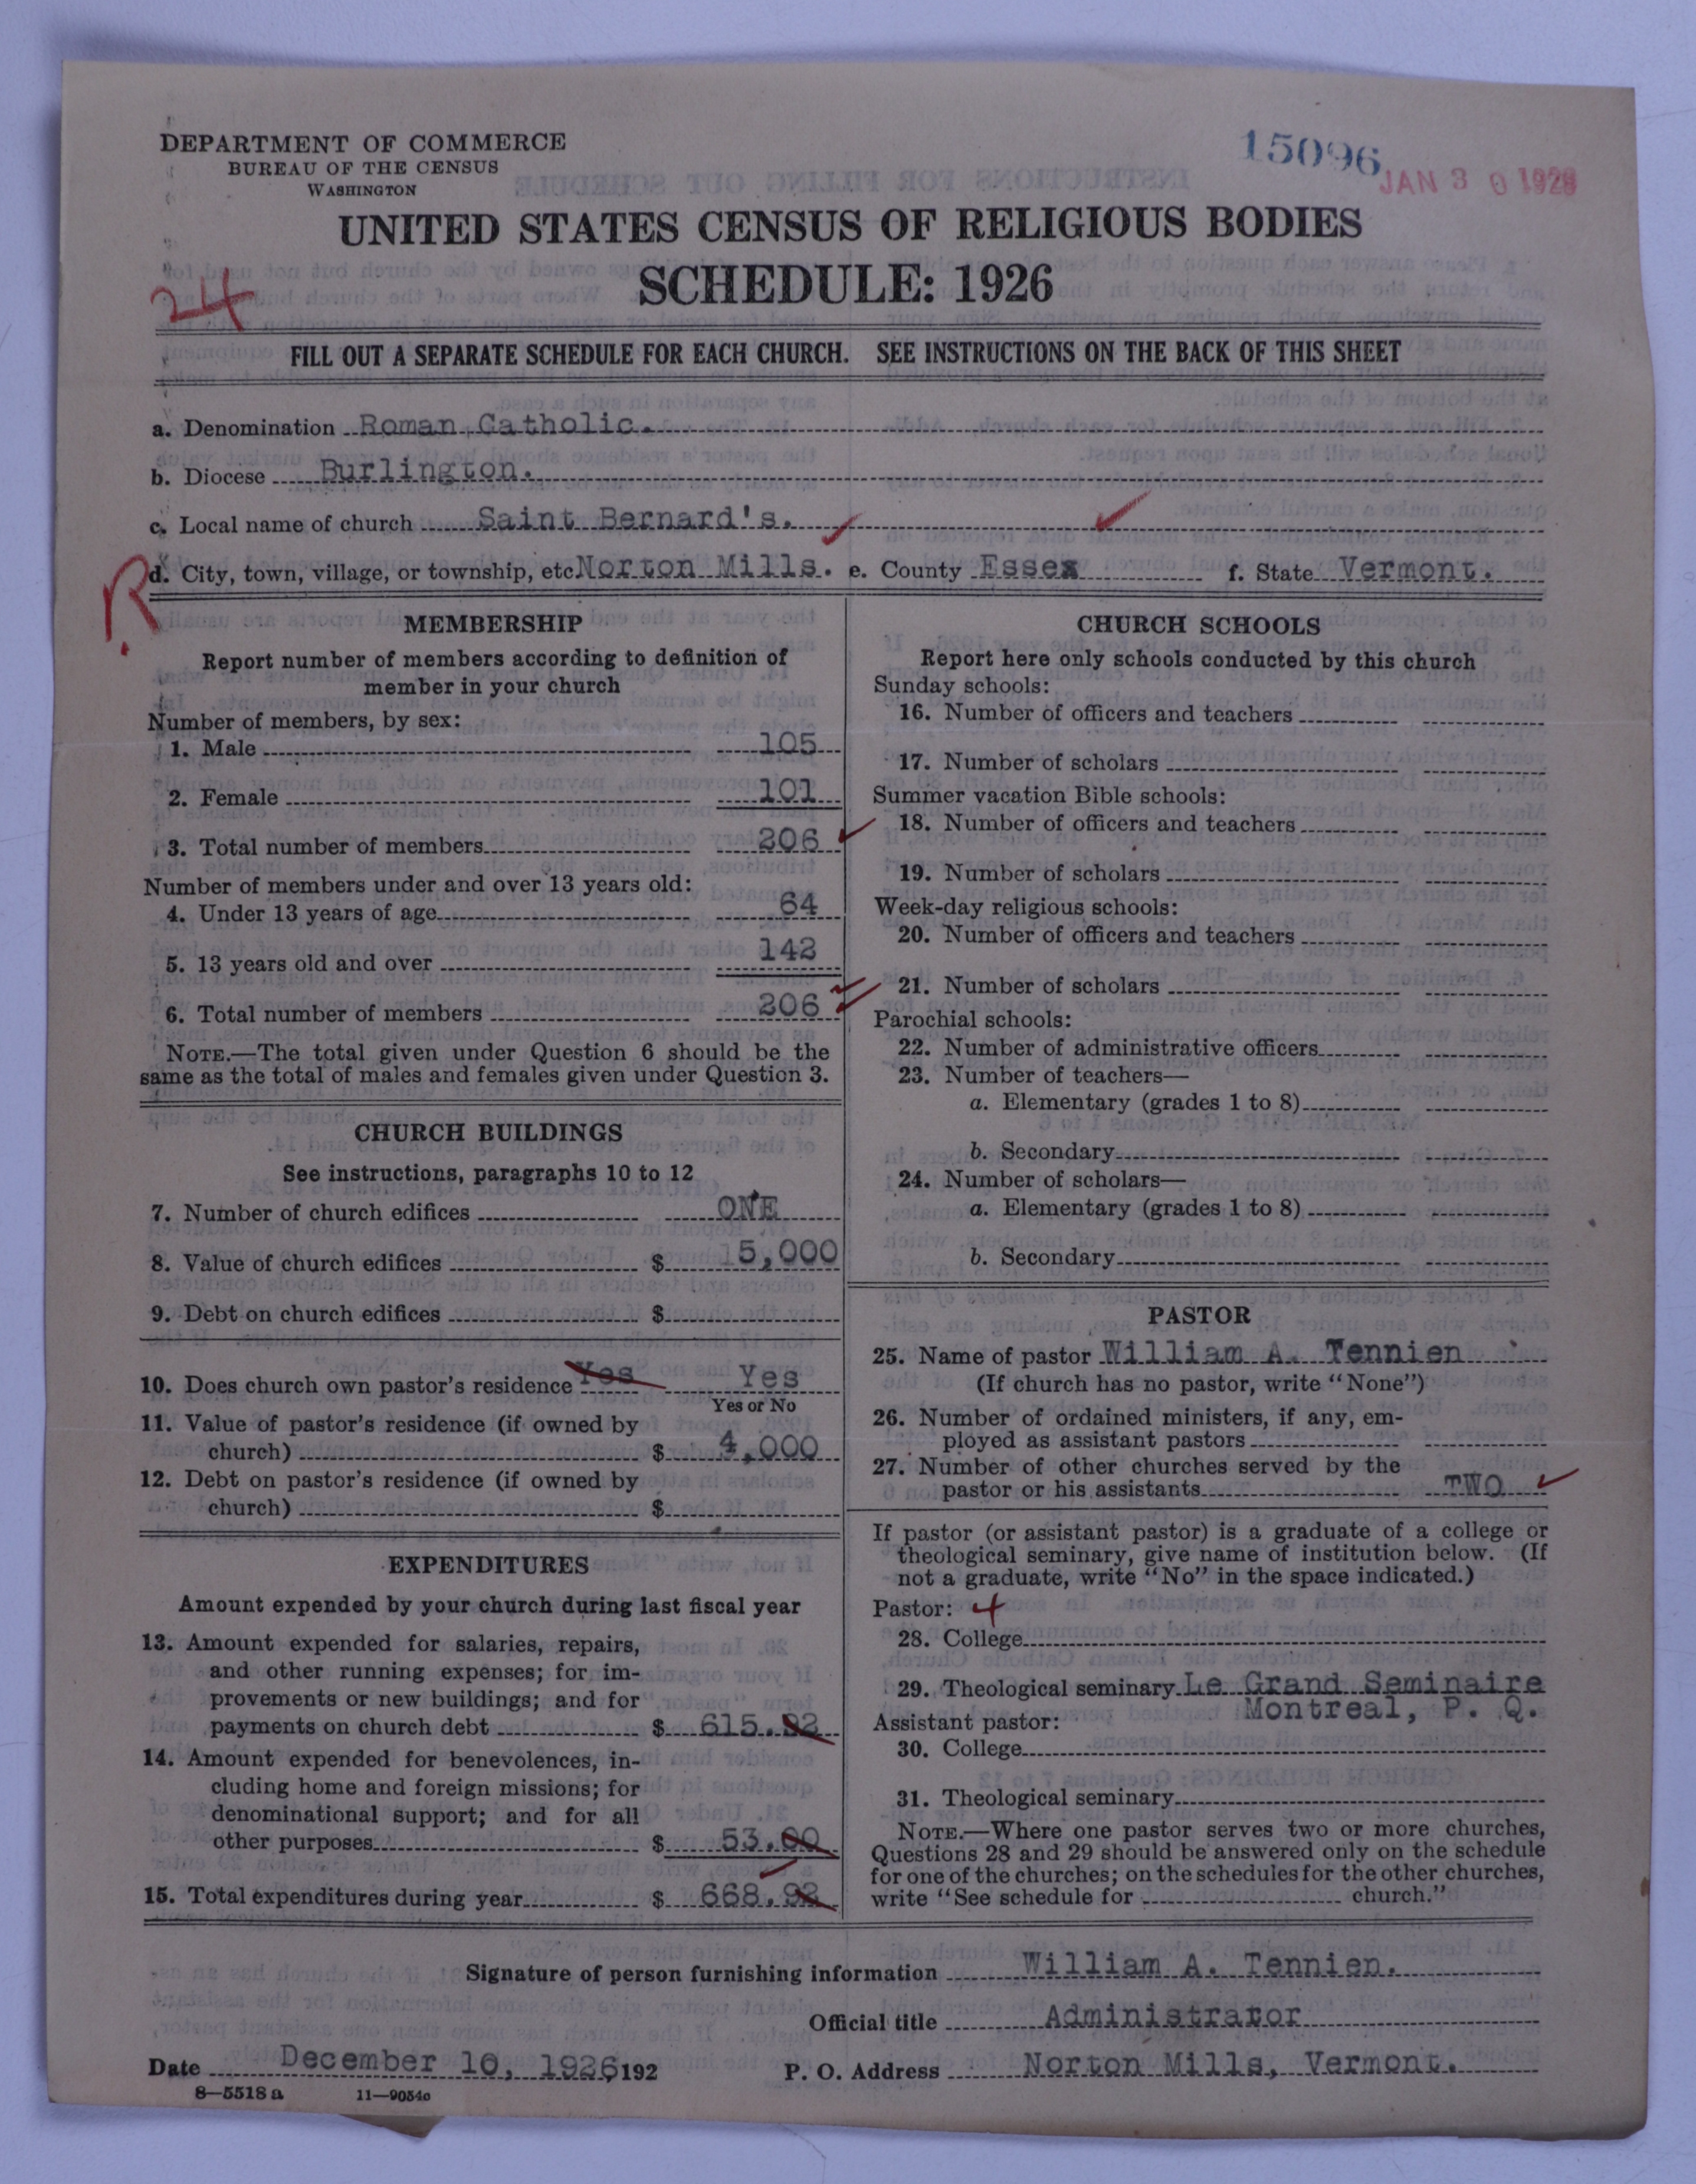 DEPARTMENT OF COMMERCE
BUREAU OF THE CENSUS
WASHINGTON
15096
JAN 30 1928
UNITED STATES CENSUS OF RELIGIOUS BODIES
SCHEDULE: 1926
24
FILL OUT A SEPARATE SCHEDULE FOR EACH CHURCH. SEE INSTRUCTIONS ON THE BACK OF THIS SHEET
a. Denomination Roman Catholic.
b. Diocese Burlington.
c. Local name of church Saint Bernard's.
R
d. City, town, village, or township, etc Norton Mills. e. County Essex f. State Vermont.
MEMBERSHIP
Report number of members according to definition of
member in your church
Number of members, by sex:
1. Male 105
2. Female 101
3. Total number of members 206
Number of members under and over 13 years old:
4. Under 13 years of age 64
5. 13 years old and over 142
6. Total number of members 206
NOTE.—The total given under Question 6 should be the
same as the total of males and females given under Question 3.
CHURCH BUILDINGS
See instructions, paragraphs 10 to 12
7. Number of church edifices ONE
8. Value of church edifices $ 15,000
9. Debt on church edifices $
10. Does church own pastor's residence Yes Yes
Yes or No
11. Value of pastor's residence (if owned by
church) $ 4,000
12. Debt on pastor's residence (if owned by
church) $
EXPENDITURES
Amount expended by your church during last fiscal year
13. Amount expended for salaries, repairs,
and other running expenses; for im-
provements or new buildings; and for
payments on church debt $ 615.92
14. Amount expended for benevolences, in-
cluding home and foreign missions; for
denominational support; and for all
other purposes $ 53.00
15. Total expenditures during year $ 668.92
CHURCH SCHOOLS
Report here only schools conducted by this church
Sunday schools:
16. Number of officers and teachers
17. Number of scholars
Summer vacation Bible schools:
18. Number of officers and teachers
19. Number of scholars
Week-day religious schools:
20. Number of officers and teachers
21. Number of scholars
Parochial schools:
22. Number of administrative officers
23. Number of teachers—
a. Elementary (grades 1 to 8)
b. Secondary
24. Number of scholars—
a. Elementary (grades 1 to 8)
b. Secondary
PASTOR
25. Name of pastor William A. Tennien
(If church has no pastor, write "None")
26. Number of ordained ministers, if any, em-
ployed as assistant pastors
27. Number of other churches served by the
pastor or his assistants TWO
If pastor (or assistant pastor) is a graduate of a college or
theological seminary, give name of institution below. (If
not a graduate, write "No" in the space indicated.)
Pastor: 4
28. College
29. Theological seminary Le Grand Seminaire
Montreal, P. Q.
Assistant pastor:
30. College
31. Theological seminary
NOTE.—Where one pastor serves two or more churches,
Questions 28 and 29 should be answered only on the schedule
for one of the churches; on the schedules for the other churches,
write "See schedule for church."
Signature of person furnishing information William A. Tennien.
Official title Administrator
Date December 10, 1926 192 P. O. Address Norton Mills, Vermont.
8—5518 a 11—9054c